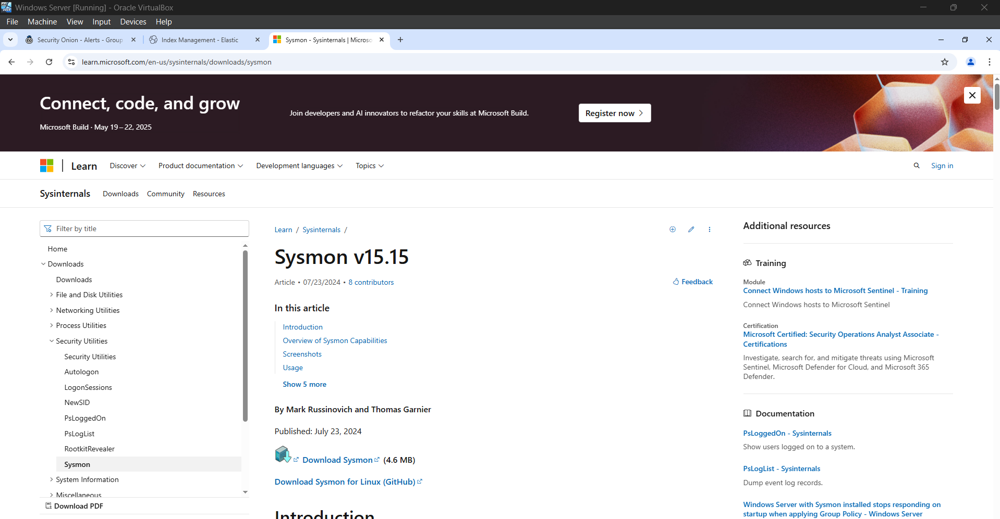 Windows Server [Running] - Oracle VirtualBox
File Machine View Input Devices Help
Security Onion - Alerts - Group
Index Management - Elastic
Sysmon - Sysinternals | Microso
learn.microsoft.com/en-us/sysinternals/downloads/sysmon
Connect, code, and grow
Microsoft Build · May 19–22, 2025
Join developers and AI innovators to refactor your skills at Microsoft Build.
Register now
Learn Discover Product documentation Development languages Topics
Sign in
Sysinternals Downloads Community Resources
Filter by title
Home
Downloads
Downloads
File and Disk Utilities
Networking Utilities
Process Utilities
Security Utilities
Security Utilities
Autologon
LogonSessions
NewSID
PsLoggedOn
PsLogList
RootkitRevealer
Sysmon
System Information
Miscellaneous
Download PDF
Learn / Sysinternals /
Sysmon v15.15
Article • 07/23/2024 • 8 contributors
Feedback
In this article
Introduction
Overview of Sysmon Capabilities
Screenshots
Usage
Show 5 more
By Mark Russinovich and Thomas Garnier
Published: July 23, 2024
Download Sysmon (4.6 MB)
Download Sysmon for Linux (GitHub)
Introduction
Additional resources
Training
Module
Connect Windows hosts to Microsoft Sentinel - Training
Connect Windows hosts to Microsoft Sentinel
Certification
Microsoft Certified: Security Operations Analyst Associate -
Certifications
Investigate, search for, and mitigate threats using Microsoft
Sentinel, Microsoft Defender for Cloud, and Microsoft 365
Defender.
Documentation
PsLoggedOn - Sysinternals
Show users logged on to a system.
PsLogList - Sysinternals
Dump event log records.
Windows Server with Sysmon installed stops responding on
startup when applying Group Policy - Windows Server